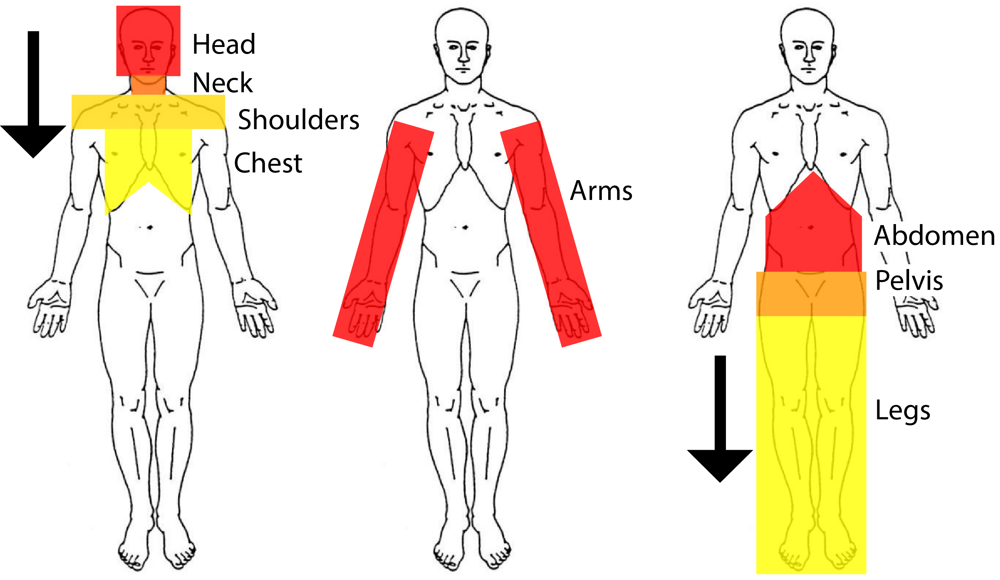 Head
Neck
Shoulders
Chest
Arms
Abdomen
Pelvis
Legs